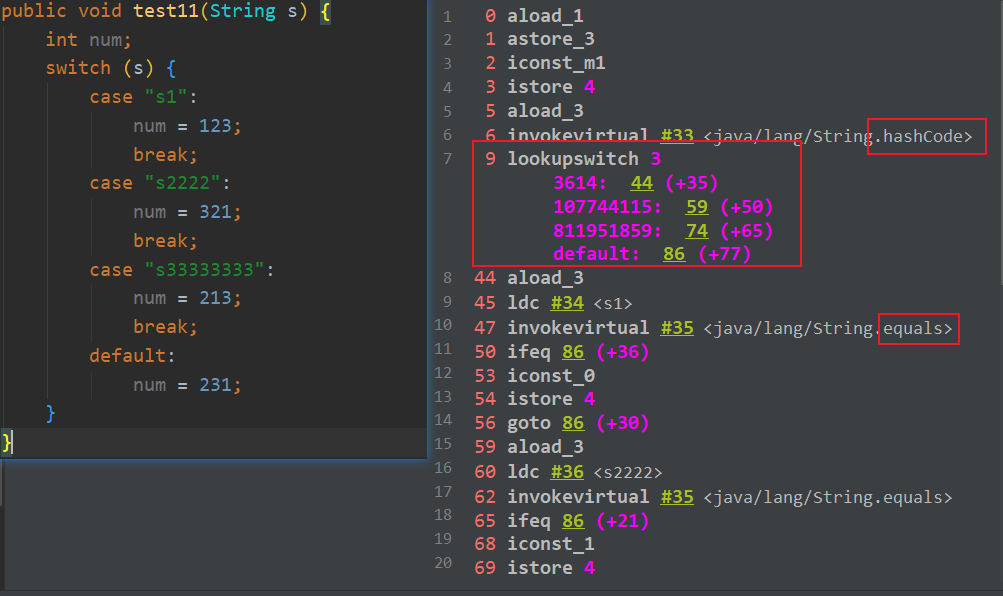 public void test11(String s) {
int num;
switch (s) {
case "s1":
num = 123;
break;
case "s2222":
num = 321;
break;
case "s33333333":
num = 213;
break;
default:
num = 231;
}
}
1 0 aload_1
2 1 astore_3
3 2 iconst_m1
4 3 istore 4
5 5 aload_3
6 6 invokevirtual #33 <java/lang/String.hashCode>
7 9 lookupswitch 3
3614: 44 (+35)
107744115: 59 (+50)
811951859: 74 (+65)
default: 86 (+77)
8 44 aload_3
9 45 ldc #34 <s1>
10 47 invokevirtual #35 <java/lang/String.equals>
11 50 ifeq 86 (+36)
12 53 iconst_0
13 54 istore 4
14 56 goto 86 (+30)
15 59 aload_3
16 60 ldc #36 <s2222>
17 62 invokevirtual #35 <java/lang/String.equals>
18 65 ifeq 86 (+21)
19 68 iconst_1
20 69 istore 4